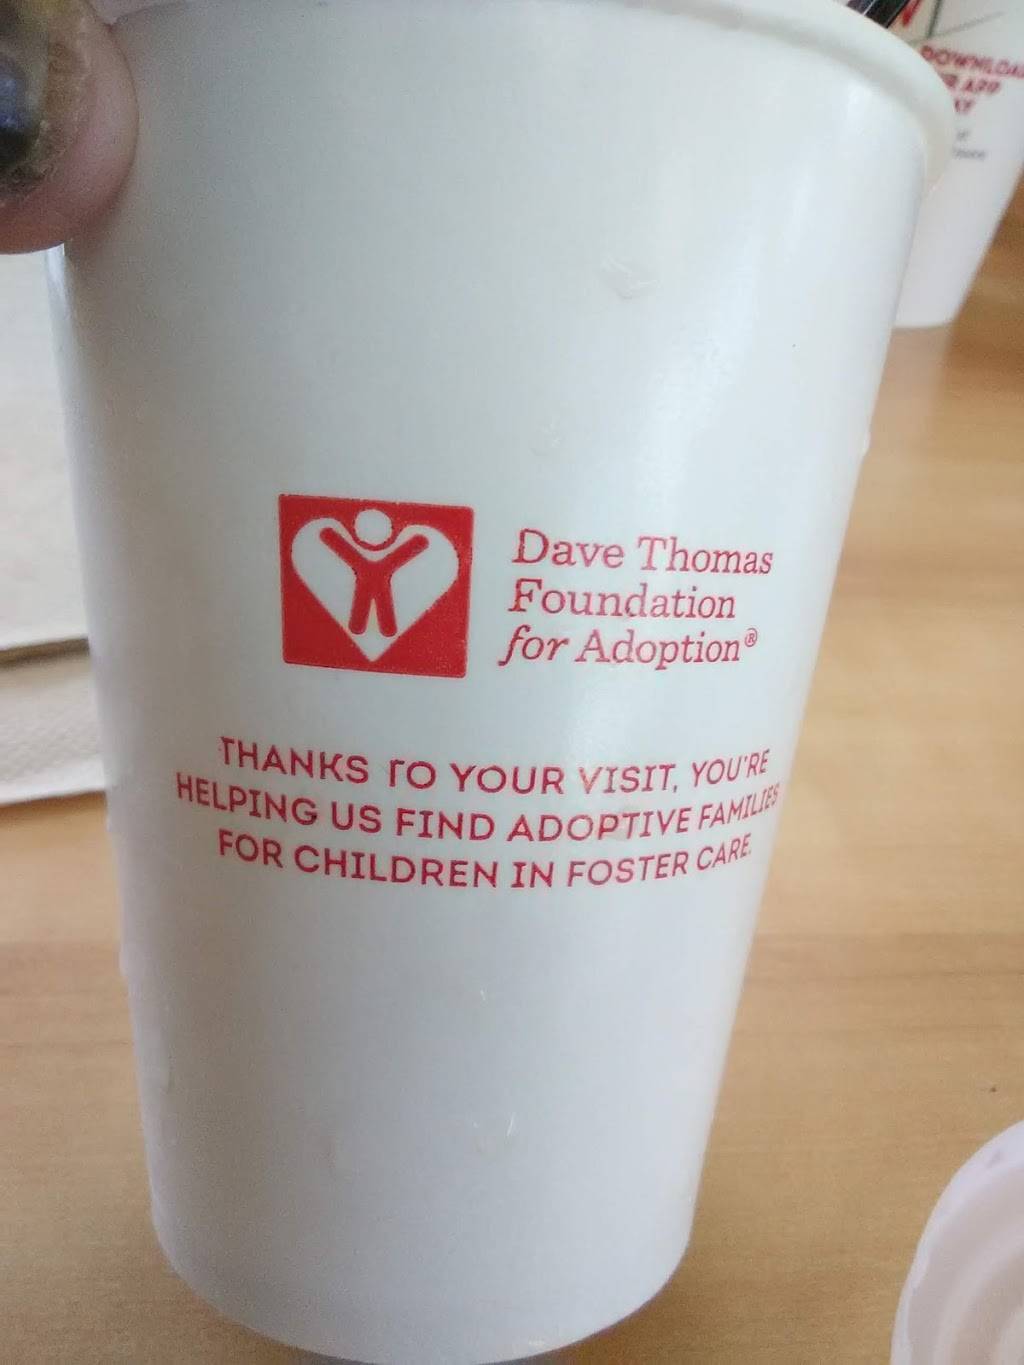 Dave Thomas
Foundation
for Adoption®
THANKS TO YOUR VISIT, YOU'RE
HELPING US FIND ADOPTIVE FAMILIES
FOR CHILDREN IN FOSTER CARE.
DOWNLOAD
APP